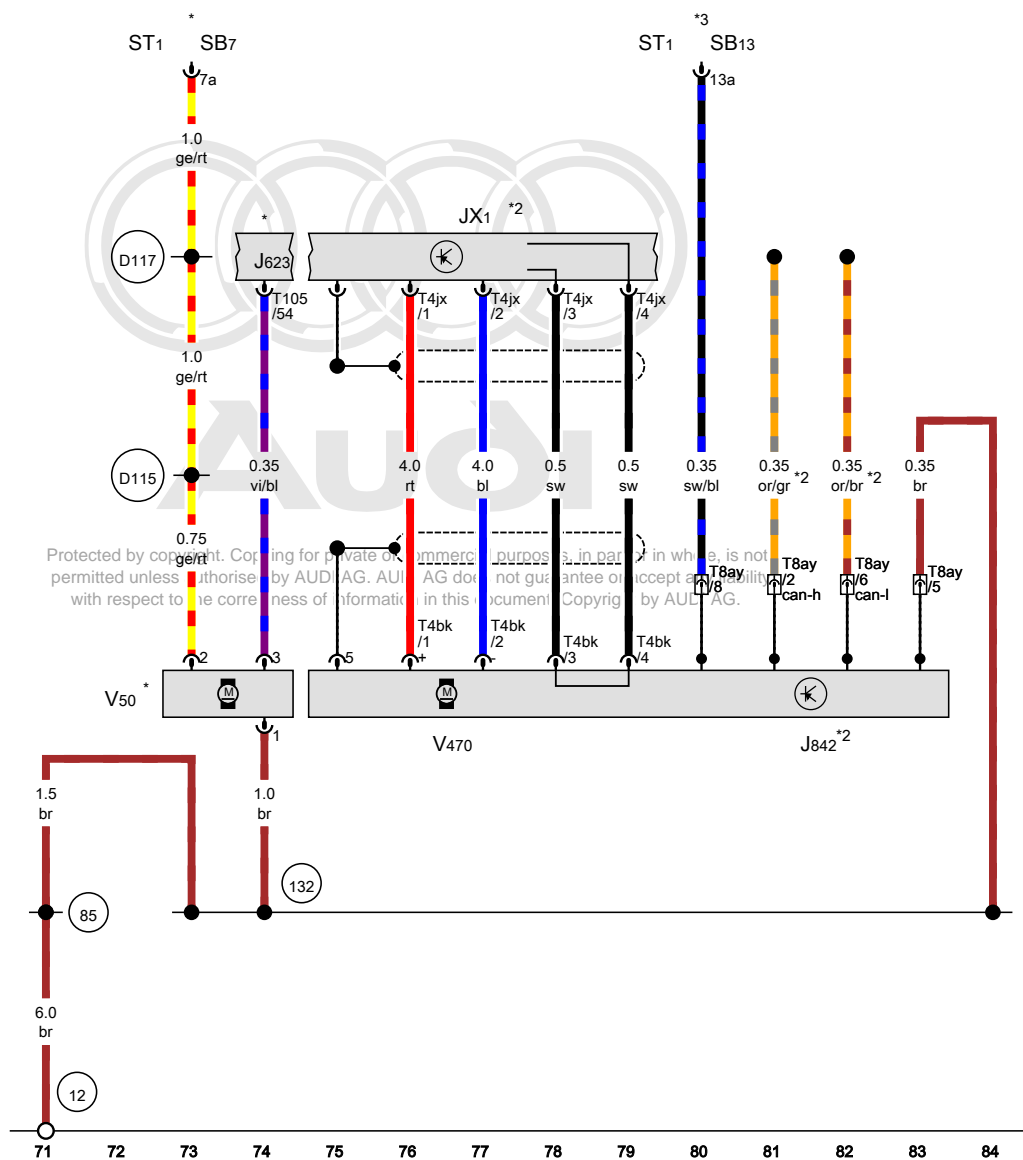 * *3
ST1 SB7 ST1 SB13
7a 13a
1.0
ge/rt
* JX1 *2
D117 J623
T105
/54
T4jx
/1
T4jx
/2
T4jx
/3
T4jx
/4
1.0
ge/rt
Audi
D115
0.35
vi/bl
4.0
rt
4.0
bl
0.5
sw
0.5
sw
0.35
sw/bl
0.35
or/gr *2
0.35
or/br *2
0.35
br
0.75
ge/rt
Protected by copyright. Copying for private or commercial purposes, in part or in whole, is not
permitted unless authorised by AUDI AG. AUDI AG does not guarantee or accept any liability
with respect to the correctness of information in this document. Copyright by AUDI AG.
T8ay
/8
T8ay
/2
can-h
T8ay
/6
can-l
T8ay
/5
2 3 5
T4bk
/1
+
T4bk
/2
-
T4bk
/3
T4bk
/4
V50 * M M
1 V470 J842 *2
1.5
br
1.0
br
132
85
6.0
br
12
71 72 73 74 75 76 77 78 79 80 81 82 83 84